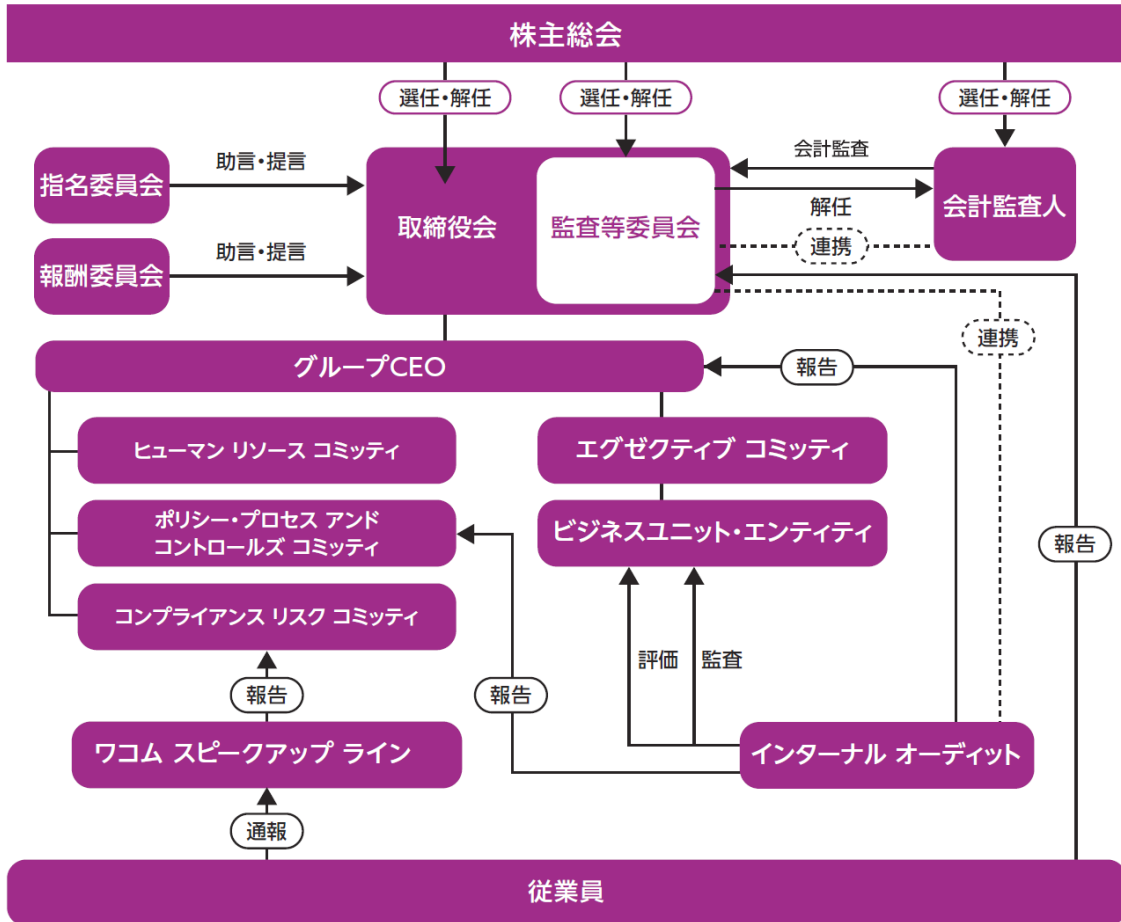 株主総会
選任・解任
選任・解任
選任・解任
指名委員会
助言・提言
報酬委員会
助言・提言
取締役会
監査等委員会
会計監査
解任
連携
会計監査人
連携
グループCEO
報告
ヒューマン リソース コミッティ
エグゼクティブ コミッティ
ポリシー・プロセス アンド
コントロールズ コミッティ
ビジネスユニット・エンティティ
報告
コンプライアンス リスク コミッティ
評価
監査
報告
報告
ワコム スピークアップ ライン
インターナル オーディット
通報
従業員